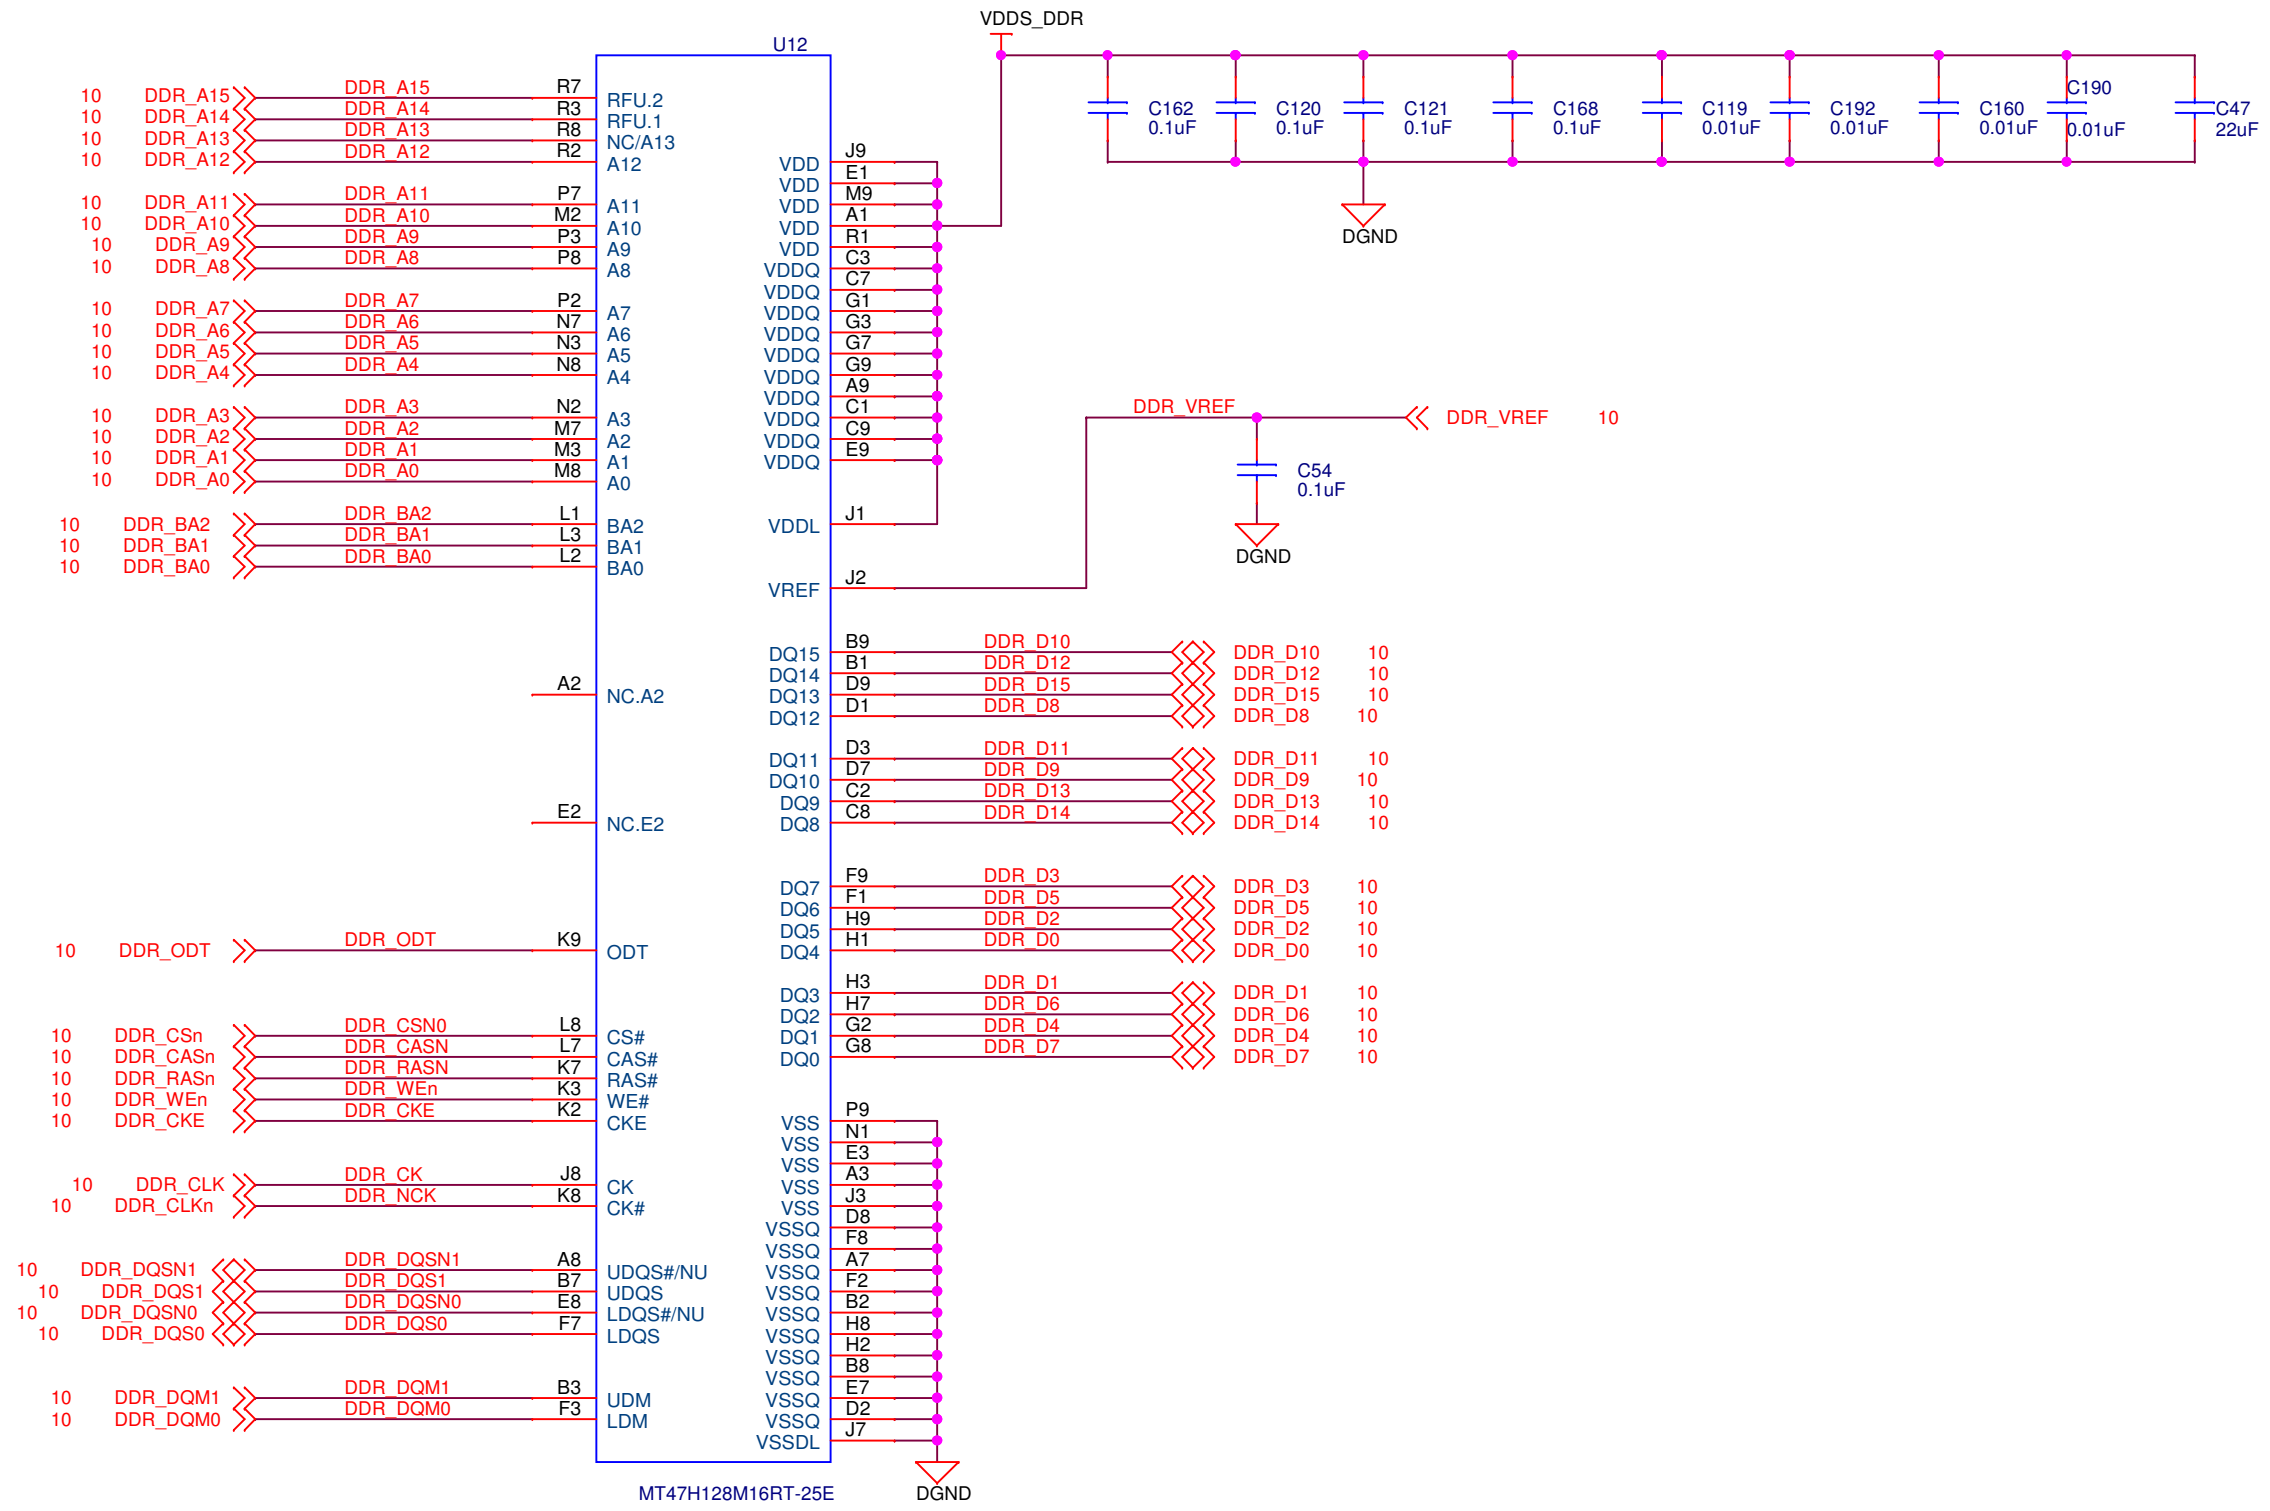 VDDS_DDR
U12
10 DDR_A15 DDR_A15 R7 RFU.2
10 DDR_A14 DDR_A14 R3 RFU.1
10 DDR_A13 DDR_A13 R8 NC/A13
10 DDR_A12 DDR_A12 R2 A12
10 DDR_A11 DDR_A11 P7 A11
10 DDR_A10 DDR_A10 M2 A10
10 DDR_A9 DDR_A9 P3 A9
10 DDR_A8 DDR_A8 P8 A8
10 DDR_A7 DDR_A7 P2 A7
10 DDR_A6 DDR_A6 N7 A6
10 DDR_A5 DDR_A5 N3 A5
10 DDR_A4 DDR_A4 N8 A4
10 DDR_A3 DDR_A3 N2 A3
10 DDR_A2 DDR_A2 M7 A2
10 DDR_A1 DDR_A1 M3 A1
10 DDR_A0 DDR_A0 M8 A0
10 DDR_BA2 DDR_BA2 L1 BA2
10 DDR_BA1 DDR_BA1 L3 BA1
10 DDR_BA0 DDR_BA0 L2 BA0
A2 NC.A2
E2 NC.E2
10 DDR_ODT DDR_ODT K9 ODT
10 DDR_CSn DDR_CSN0 L8 CS#
10 DDR_CASn DDR_CASN L7 CAS#
10 DDR_RASn DDR_RASN K7 RAS#
10 DDR_WEn DDR_WEn K3 WE#
10 DDR_CKE DDR_CKE K2 CKE
10 DDR_CLK DDR_CK J8 CK
10 DDR_CLKn DDR_NCK K8 CK#
10 DDR_DQSN1 DDR_DQSN1 A8 UDQS#/NU
10 DDR_DQS1 DDR_DQS1 B7 UDQS
10 DDR_DQSN0 DDR_DQSN0 E8 LDQS#/NU
10 DDR_DQS0 DDR_DQS0 F7 LDQS
10 DDR_DQM1 DDR_DQM1 B3 UDM
10 DDR_DQM0 DDR_DQM0 F3 LDM
VDD J9
VDD E1
VDD M9
VDD A1
VDD R1
VDDQ C3
VDDQ C7
VDDQ G1
VDDQ G3
VDDQ G7
VDDQ G9
VDDQ A9
VDDQ C1
VDDQ C9
VDDQ E9
VDDL J1
VREF J2
DQ15 B9 DDR_D10 DDR_D10 10
DQ14 B1 DDR_D12 DDR_D12 10
DQ13 D9 DDR_D15 DDR_D15 10
DQ12 D1 DDR_D8 DDR_D8 10
DQ11 D3 DDR_D11 DDR_D11 10
DQ10 D7 DDR_D9 DDR_D9 10
DQ9 C2 DDR_D13 DDR_D13 10
DQ8 C8 DDR_D14 DDR_D14 10
DQ7 F9 DDR_D3 DDR_D3 10
DQ6 F1 DDR_D5 DDR_D5 10
DQ5 H9 DDR_D2 DDR_D2 10
DQ4 H1 DDR_D0 DDR_D0 10
DQ3 H3 DDR_D1 DDR_D1 10
DQ2 H7 DDR_D6 DDR_D6 10
DQ1 G2 DDR_D4 DDR_D4 10
DQ0 G8 DDR_D7 DDR_D7 10
VSS P9
VSS N1
VSS E3
VSS A3
VSS J3
VSSQ D8
VSSQ F8
VSSQ A7
VSSQ F2
VSSQ B2
VSSQ H8
VSSQ H2
VSSQ B8
VSSQ E7
VSSQ D2
VSSDL J7
MT47H128M16RT-25E
DGND
C162
0.1uF
C120
0.1uF
C121
0.1uF
C168
0.1uF
C119
0.01uF
C192
0.01uF
C160
0.01uF
C190
0.01uF
C47
22uF
DGND
DDR_VREF DDR_VREF 10
C54
0.1uF
DGND